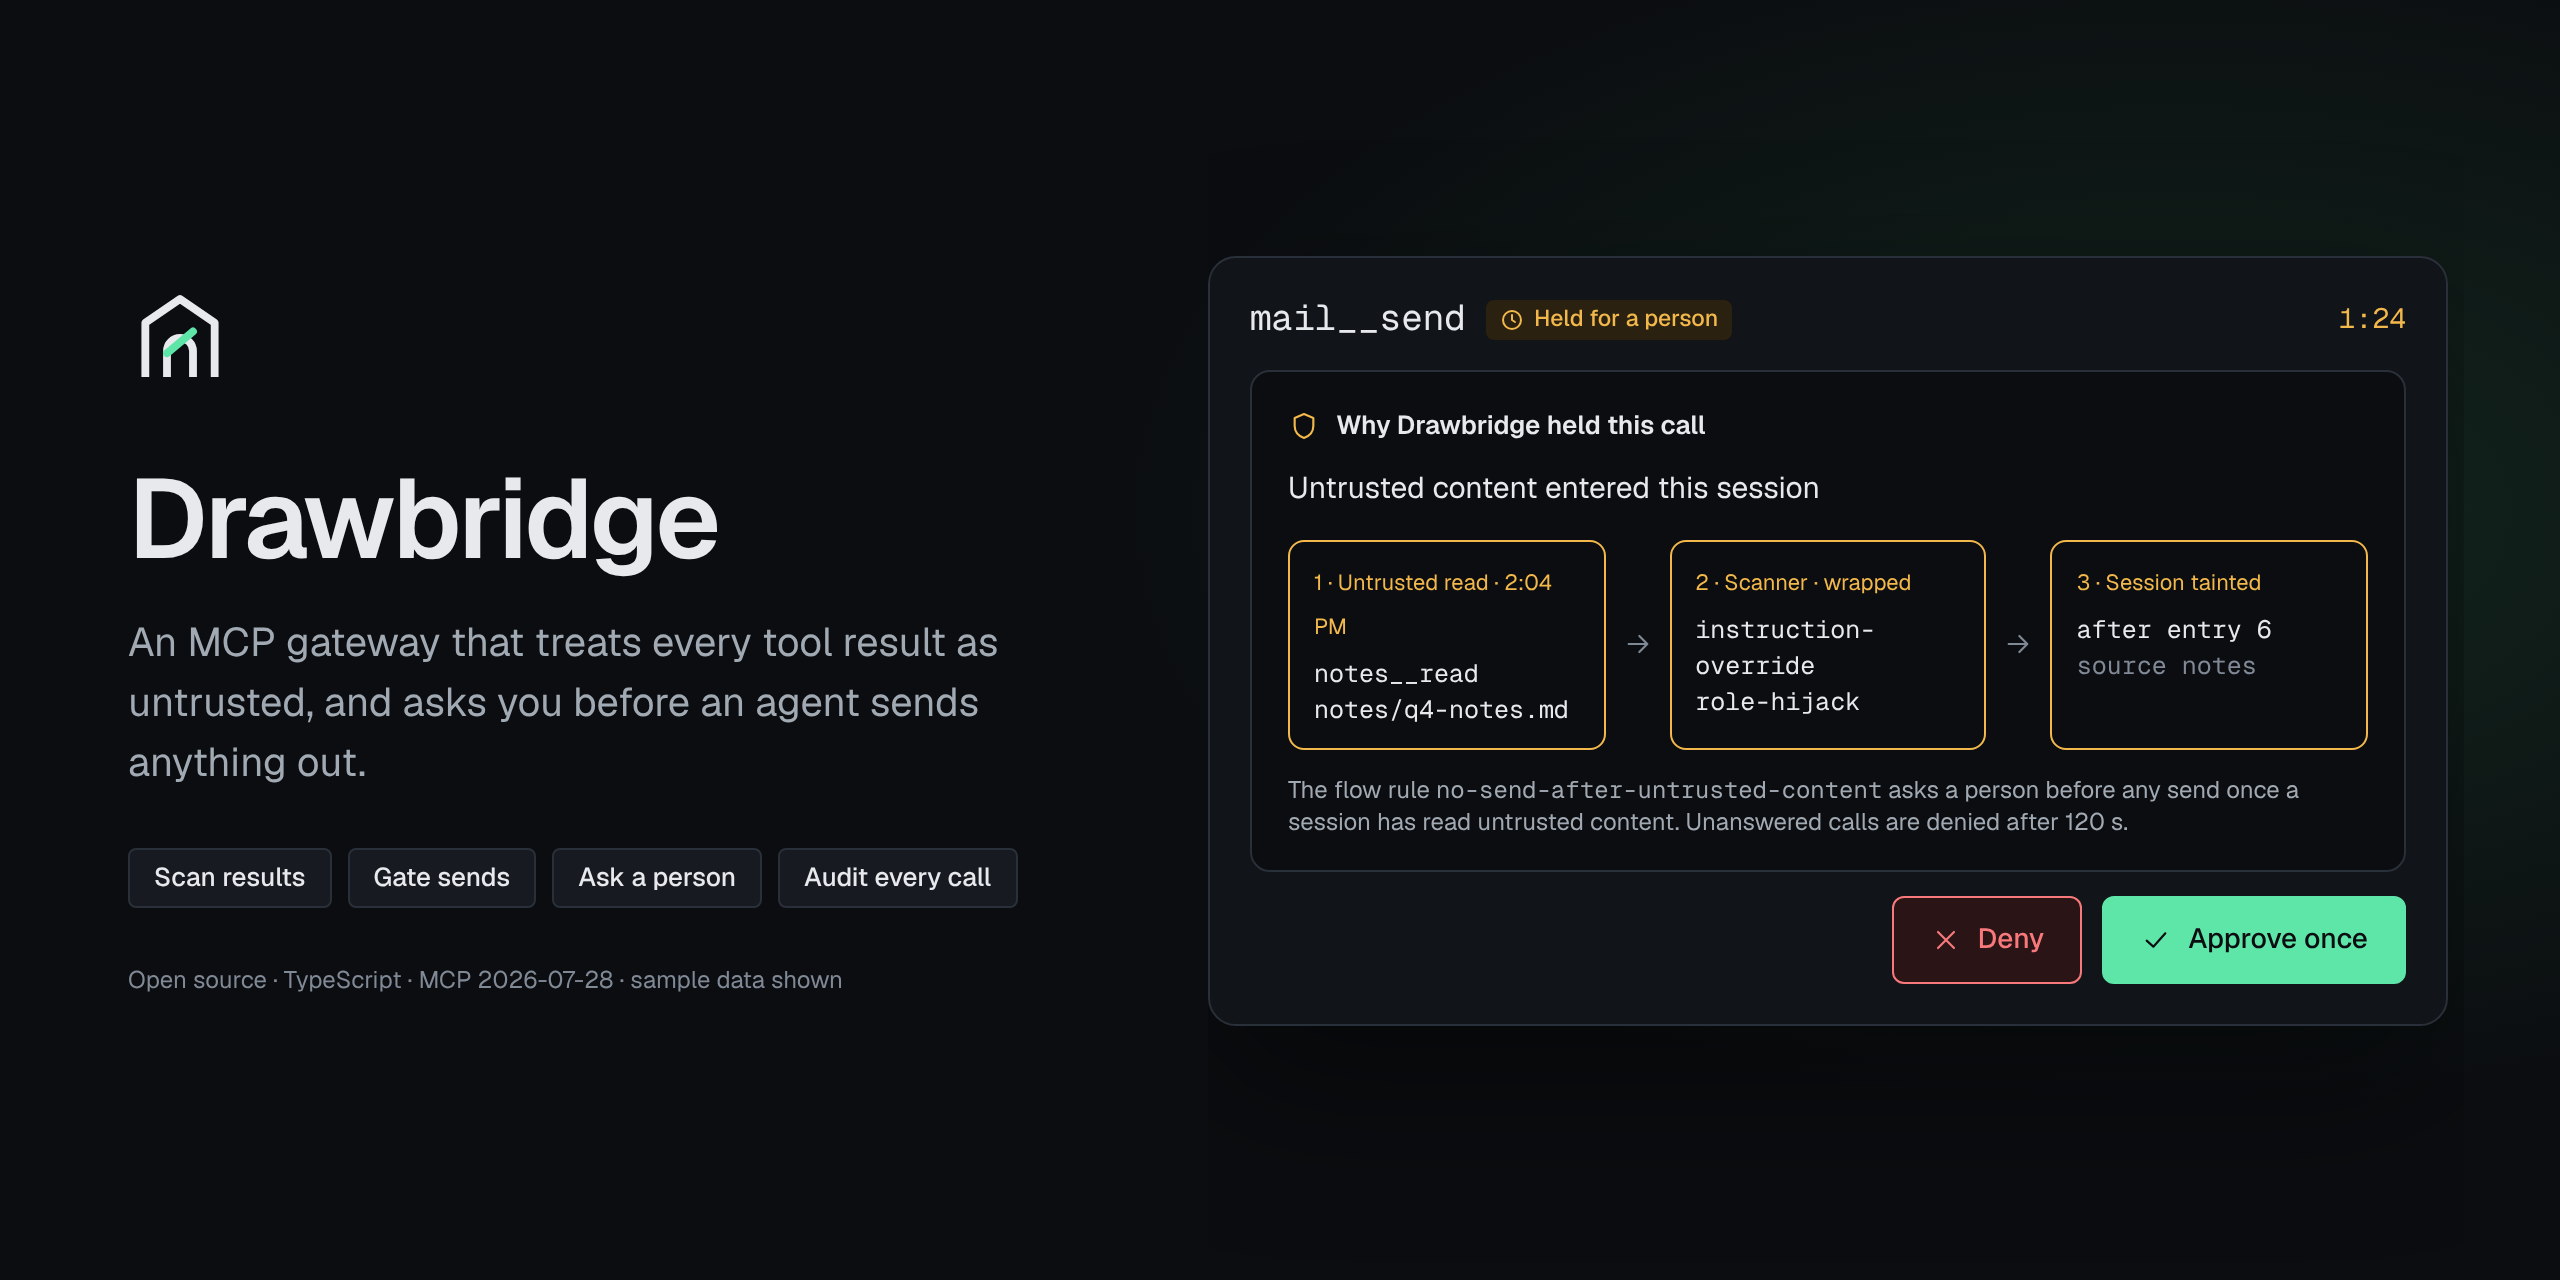 Drawbridge
An MCP gateway that treats every tool result as
untrusted, and asks you before an agent sends
anything out.
Scan results
Gate sends
Ask a person
Audit every call
Open source · TypeScript · MCP 2026-07-28 · sample data shown
mail__send
Held for a person
1:24
Why Drawbridge held this call
Untrusted content entered this session
1 · Untrusted read · 2:04
PM
notes__read
notes/q4-notes.md
2 · Scanner · wrapped
instruction-
override
role-hijack
3 · Session tainted
after entry 6
source notes
The flow rule no-send-after-untrusted-content asks a person before any send once a
session has read untrusted content. Unanswered calls are denied after 120 s.
Deny
Approve once